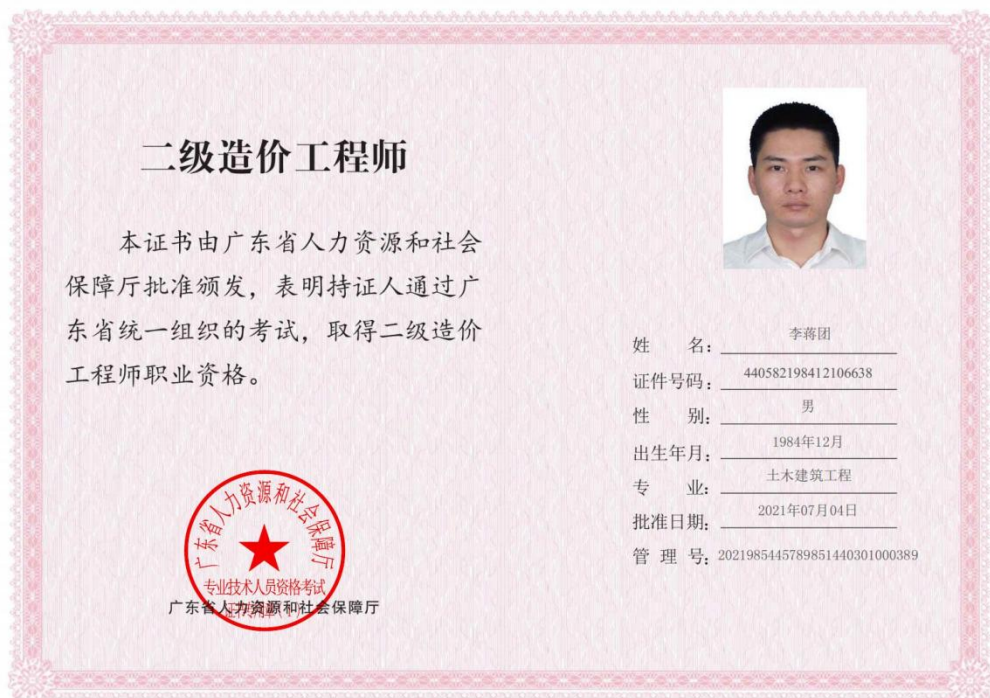 二级造价工程师
本证书由广东省人力资源和社会
保障厅批准颁发，表明持证人通过广
东省统一组织的考试，取得二级造价
工程师职业资格。
广东省人力资源和社会保障厅
专业技术人员资格考试
广东省人力资源和社会保障厅
姓 名：李蒋团
证件号码：440582198412106638
性 别：男
出生年月：1984年12月
专 业：土木建筑工程
批准日期：2021年07月04日
管 理 号：2021985445789851440301000389